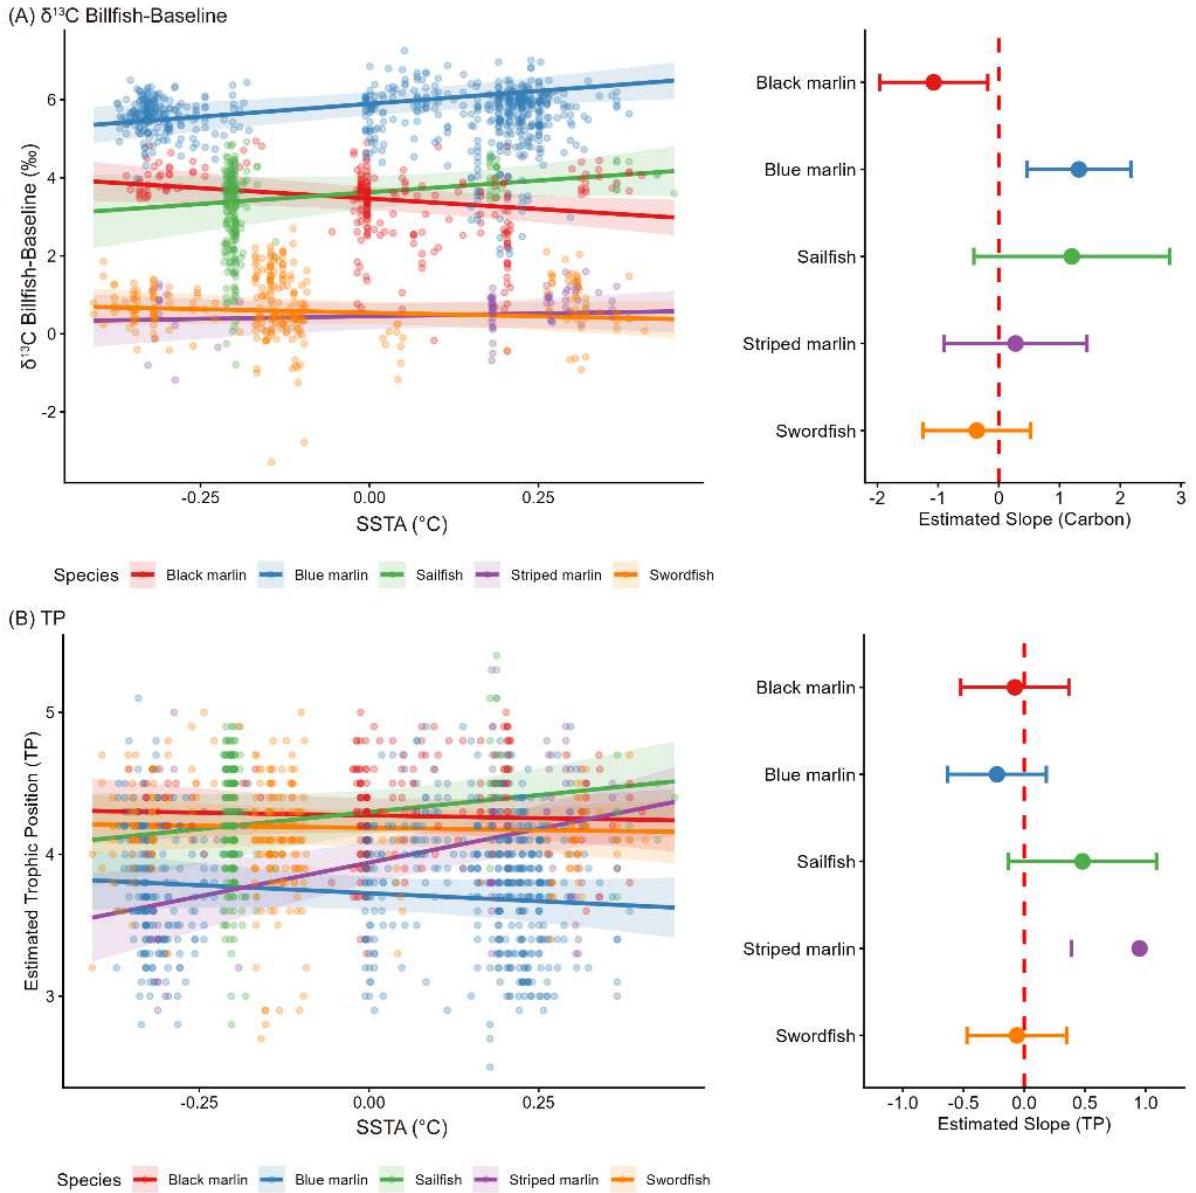 (A) δ¹³C Billfish-Baseline
δ¹³C Billfish-Baseline (‰)
6
4
2
0
-2
-0.25 0.00 0.25
SSTA (°C)
Black marlin
Blue marlin
Sailfish
Striped marlin
Swordfish
-2 -1 0 1 2 3
Estimated Slope (Carbon)
Species Black marlin Blue marlin Sailfish Striped marlin Swordfish
(B) TP
Estimated Trophic Position (TP)
5
4
3
-0.25 0.00 0.25
SSTA (°C)
Black marlin
Blue marlin
Sailfish
Striped marlin
Swordfish
-1.0 -0.5 0.0 0.5 1.0
Estimated Slope (TP)
Species Black marlin Blue marlin Sailfish Striped marlin Swordfish